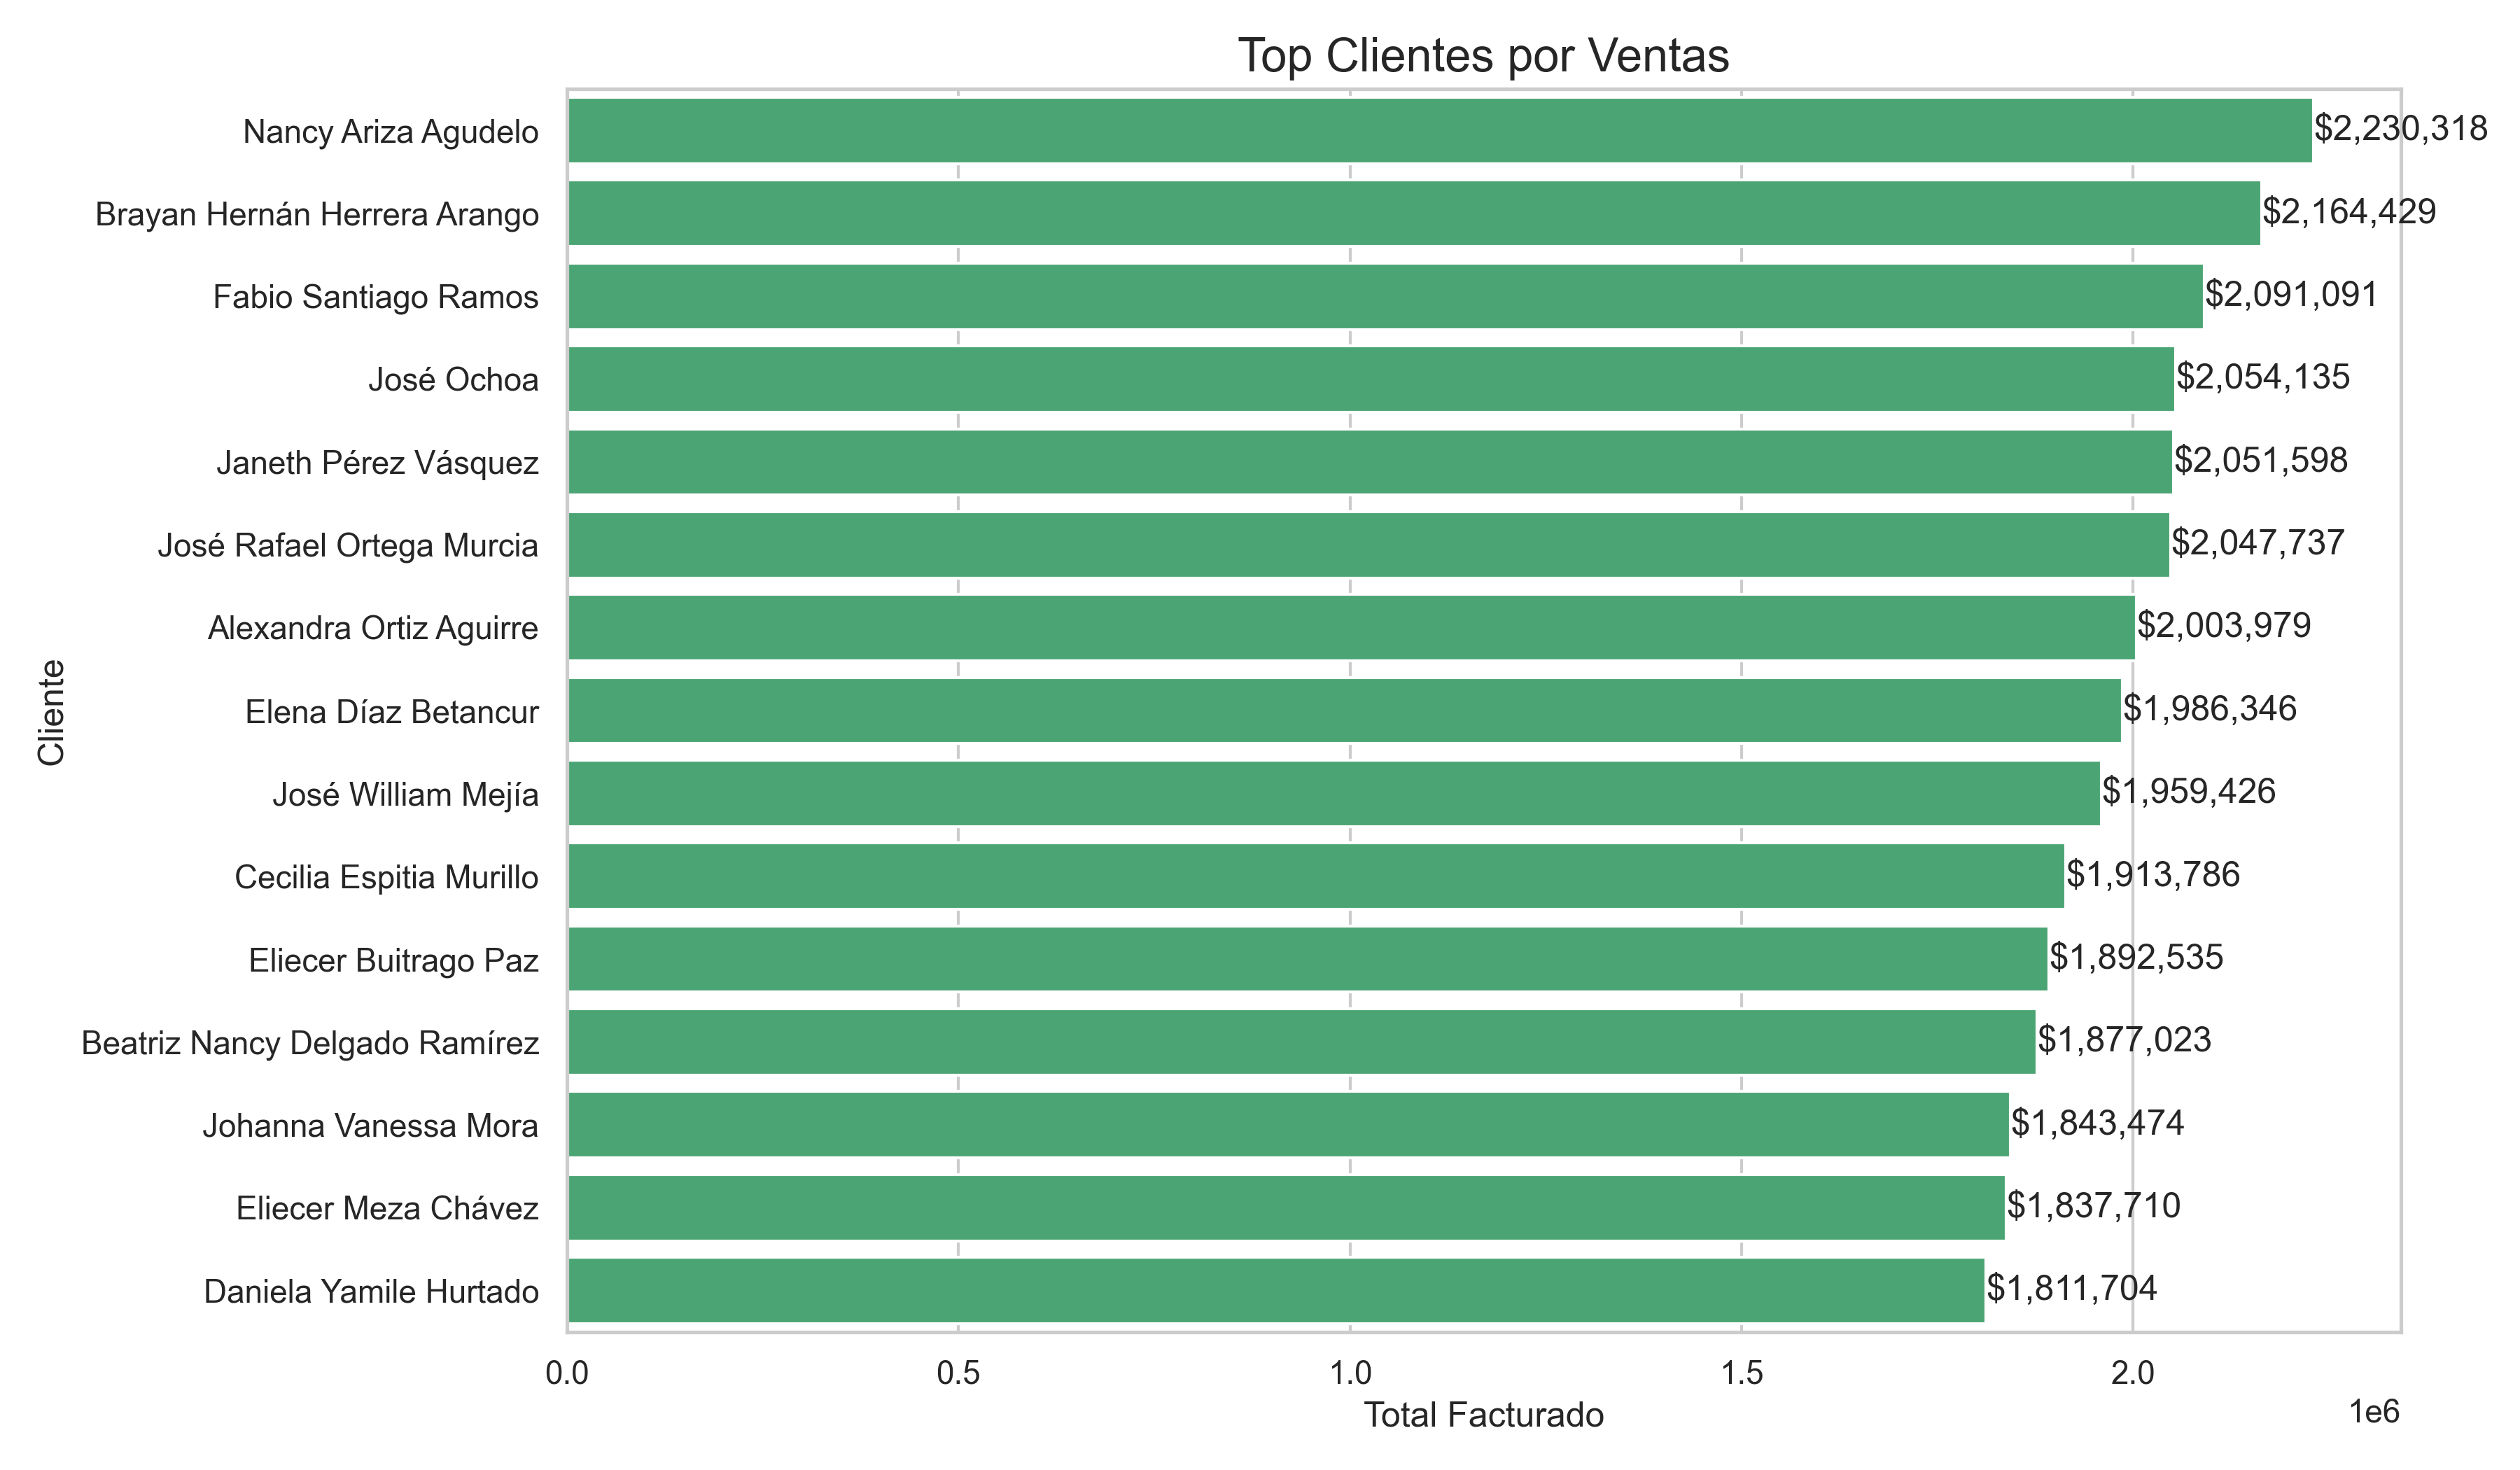 Top Clientes por Ventas
Nancy Ariza Agudelo $2,230,318
Brayan Hernán Herrera Arango $2,164,429
Fabio Santiago Ramos $2,091,091
José Ochoa $2,054,135
Janeth Pérez Vásquez $2,051,598
José Rafael Ortega Murcia $2,047,737
Alexandra Ortiz Aguirre $2,003,979
Elena Díaz Betancur $1,986,346
José William Mejía $1,959,426
Cecilia Espitia Murillo $1,913,786
Eliecer Buitrago Paz $1,892,535
Beatriz Nancy Delgado Ramírez $1,877,023
Johanna Vanessa Mora $1,843,474
Eliecer Meza Chávez $1,837,710
Daniela Yamile Hurtado $1,811,704
Cliente
0.0 0.5 1.0 1.5 2.0
Total Facturado
1e6